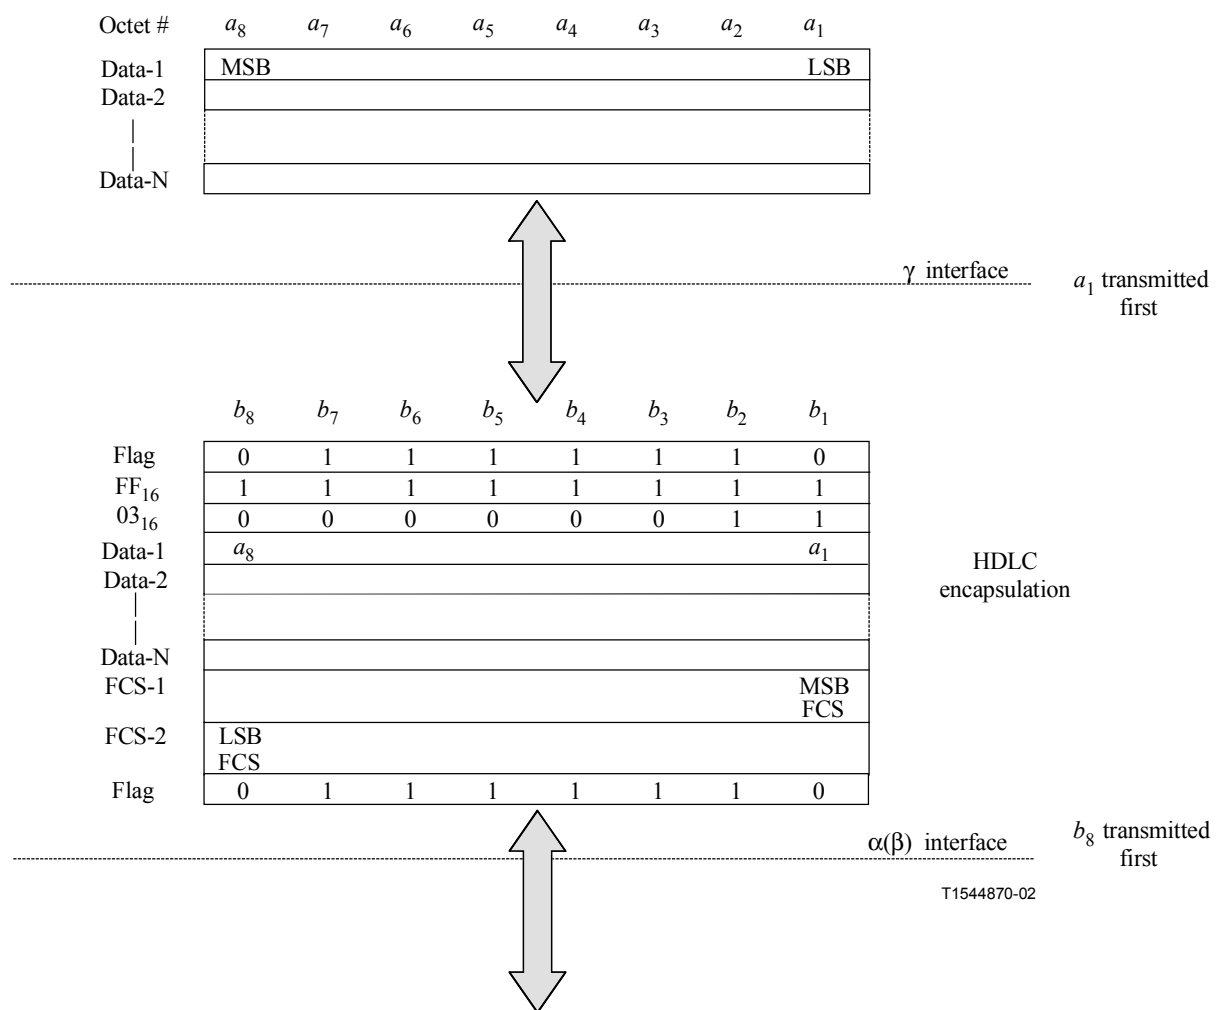 Octet # a8 a7 a6 a5 a4 a3 a2 a1
Data-1 MSB LSB
Data-2
Data-N
γ interface
a1 transmitted
first
b8 b7 b6 b5 b4 b3 b2 b1
Flag 0 1 1 1 1 1 1 0
FF16 1 1 1 1 1 1 1 1
0316 0 0 0 0 0 0 1 1
Data-1 a8 a1
Data-2
HDLC
encapsulation
Data-N
FCS-1 MSB
FCS
FCS-2 LSB
FCS
Flag 0 1 1 1 1 1 1 0
α(β) interface
b8 transmitted
first
T1544870-02